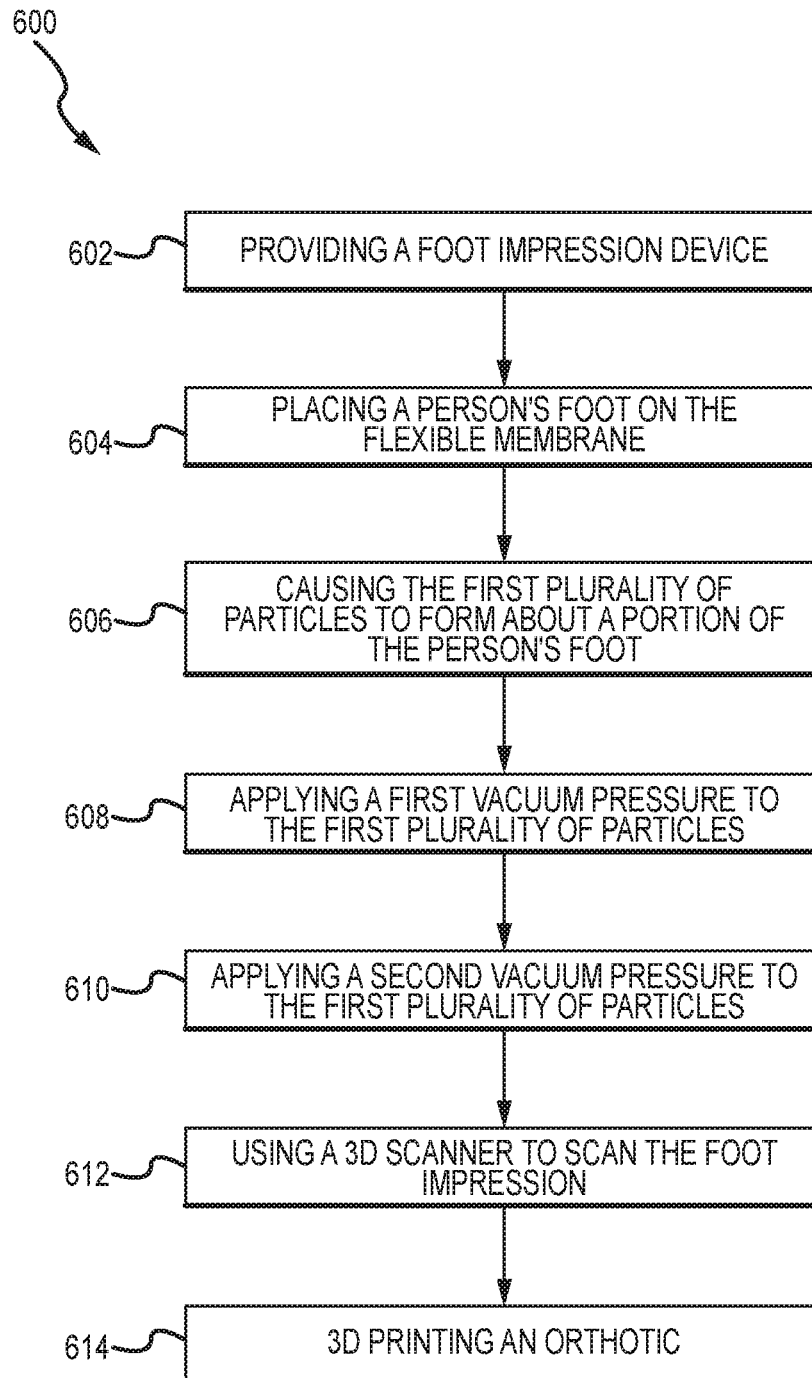 600
602
PROVIDING A FOOT IMPRESSION DEVICE
604
PLACING A PERSON'S FOOT ON THE
FLEXIBLE MEMBRANE
606
CAUSING THE FIRST PLURALITY OF
PARTICLES TO FORM ABOUT A PORTION OF
THE PERSON'S FOOT
608
APPLYING A FIRST VACUUM PRESSURE TO
THE FIRST PLURALITY OF PARTICLES
610
APPLYING A SECOND VACUUM PRESSURE TO
THE FIRST PLURALITY OF PARTICLES
612
USING A 3D SCANNER TO SCAN THE FOOT
IMPRESSION
614
3D PRINTING AN ORTHOTIC